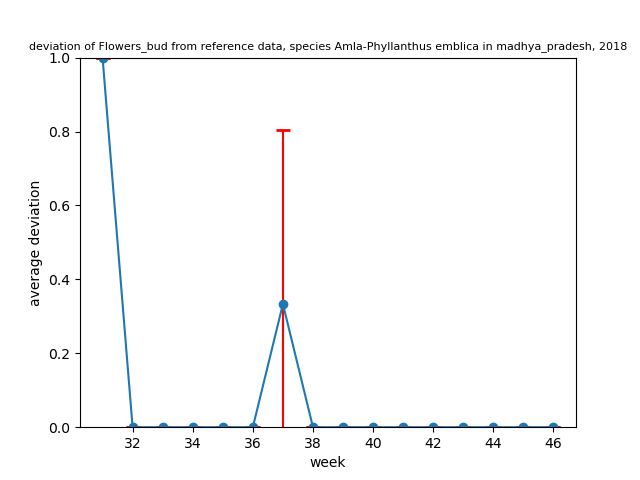 deviation of Flowers_bud from reference data, species Amla-Phyllanthus emblica in madhya_pradesh, 2018
1.0
0.8
0.6
0.4
0.2
0.0
average deviation
32 34 36 38 40 42 44 46
week